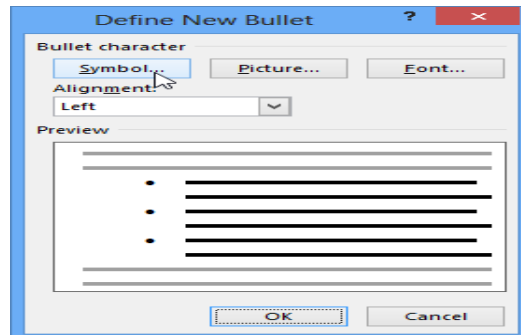 Define New Bullet ?
Bullet character
Symbol... Picture... Font...
Alignment:
Left
Preview
OK Cancel